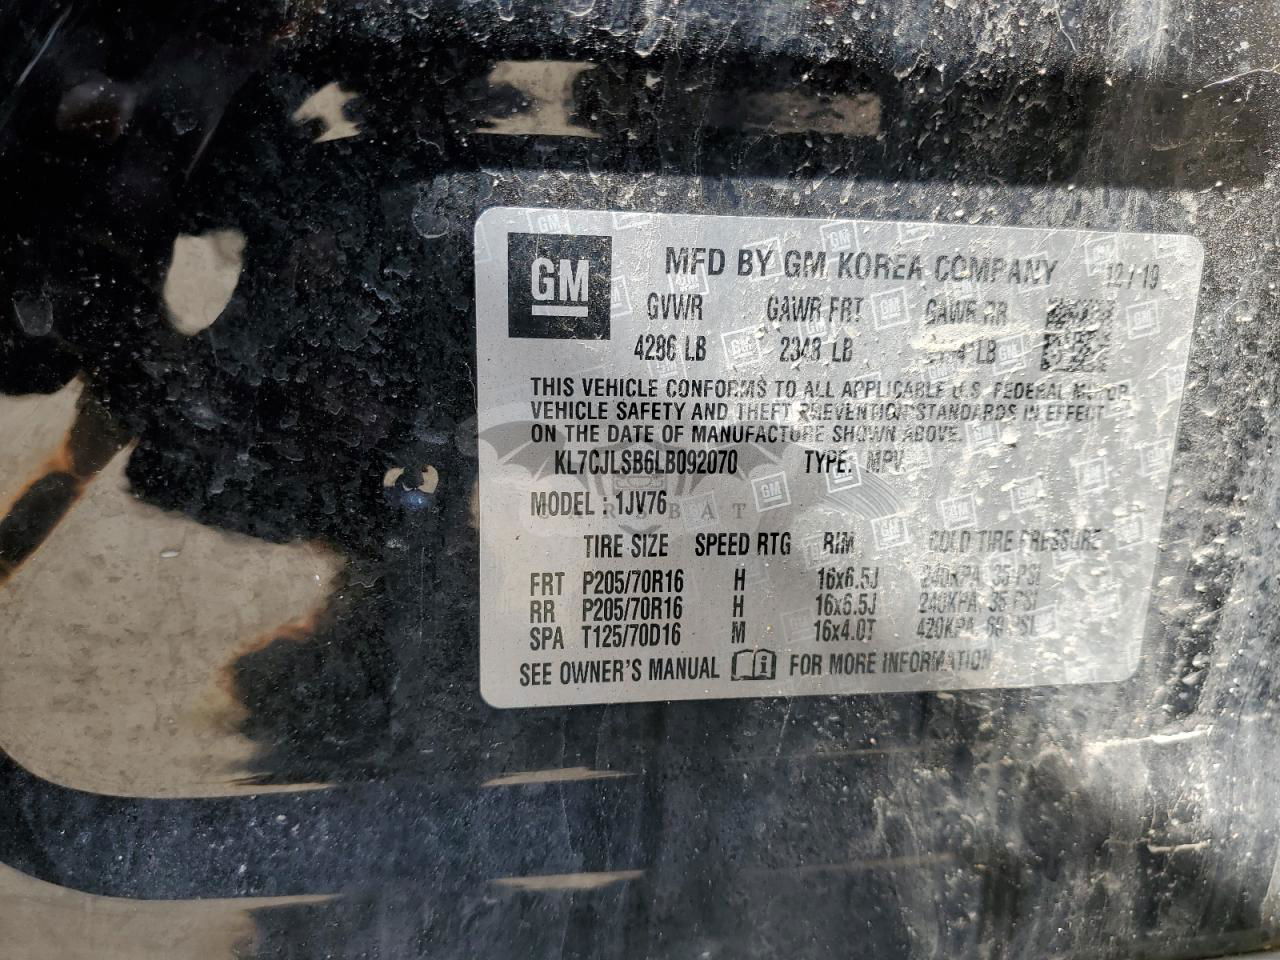 GM MFD BY GM KOREA COMPANY 12 / 19
GVWR GAWR FRT GAWR RR
4286 LB 2348 LB LB
THIS VEHICLE CONFORMS TO ALL APPLICABLE U.S. FEDERAL MOTOR
VEHICLE SAFETY AND THEFT PREVENTION STANDARDS IN EFFECT
ON THE DATE OF MANUFACTURE SHOWN ABOVE.
KL7CJLSB6LB092070 TYPE: MPV
MODEL : 1JV76
CARSBAT
TIRE SIZE SPEED RTG RIM COLD TIRE PRESSURE
FRT P205/70R16 H 16x6.5J 240KPA, 35 PSI
RR P205/70R16 H 16x6.5J 240KPA, 35 PSI
SPA T125/70D16 M 16x4.0T 420KPA, 60 PSI
SEE OWNER'S MANUAL i FOR MORE INFORMATION